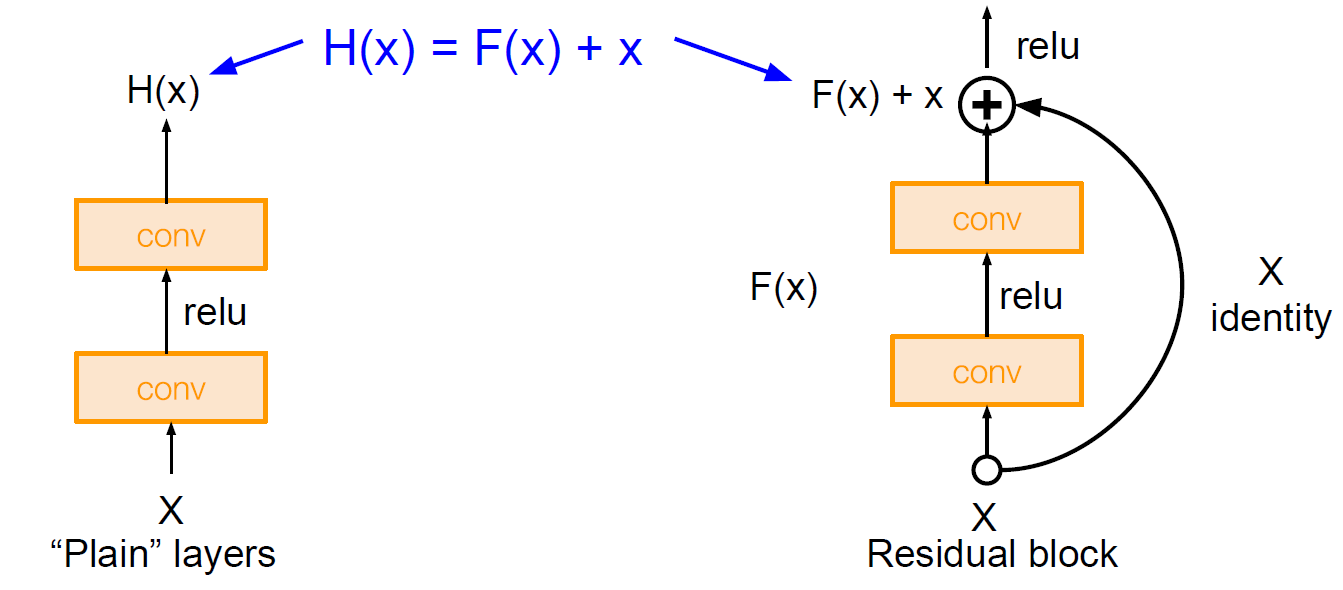 H(x) = F(x) + x
H(x)
conv
relu
conv
X
“Plain” layers
relu
F(x) + x
conv
F(x)
relu
X
identity
conv
X
Residual block